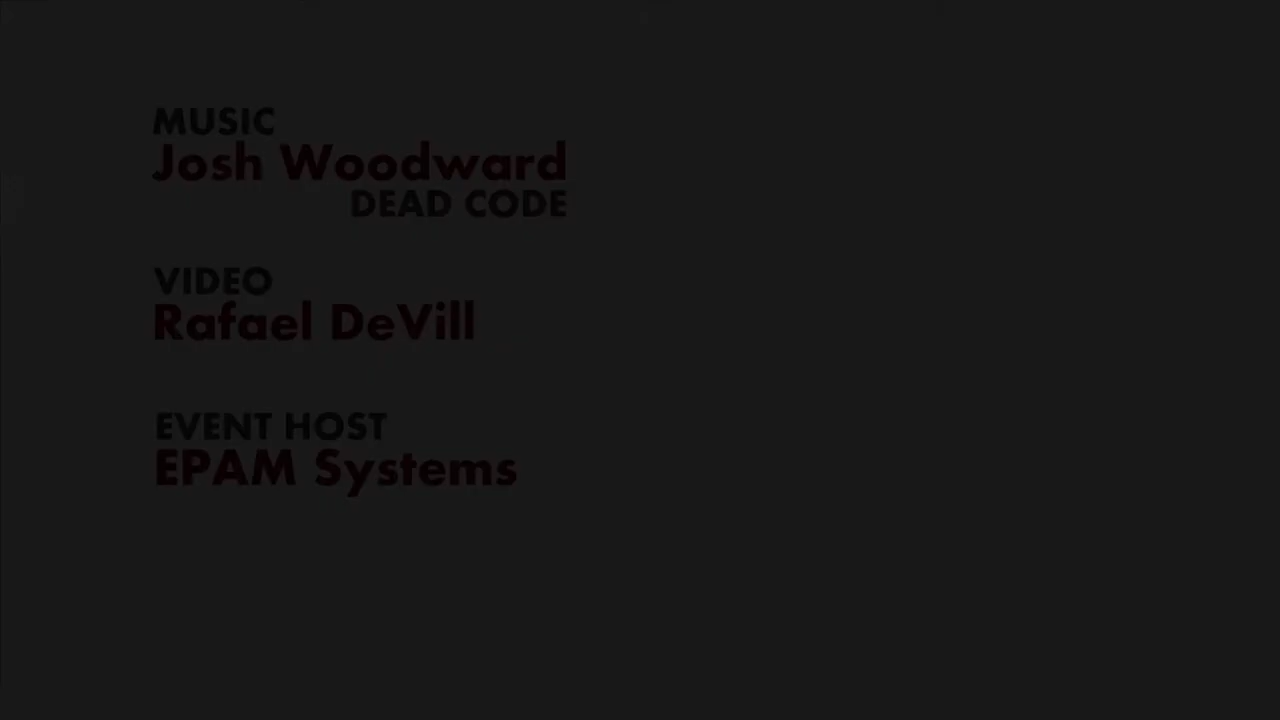 MUSIC
Josh Woodward
DEAD CODE
VIDEO
Rafael DeVill
EVENT HOST
EPAM Systems